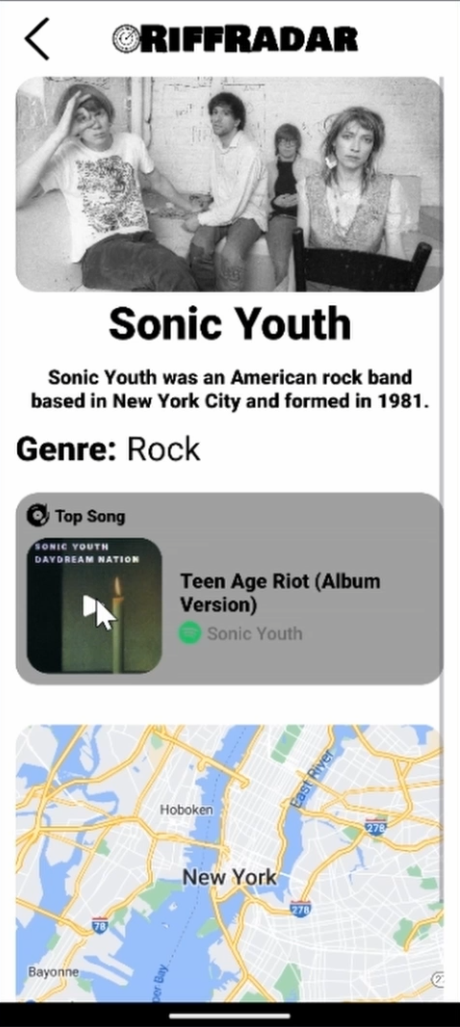 RIFFRADAR
Sonic Youth
Sonic Youth was an American rock band
based in New York City and formed in 1981.
Genre: Rock
Top Song
SONIC YOUTH
DAYDREAM NATION
Teen Age Riot (Album
Version)
Sonic Youth
East River
Hoboken
278
New York
278
78
Bayonne
per Bay